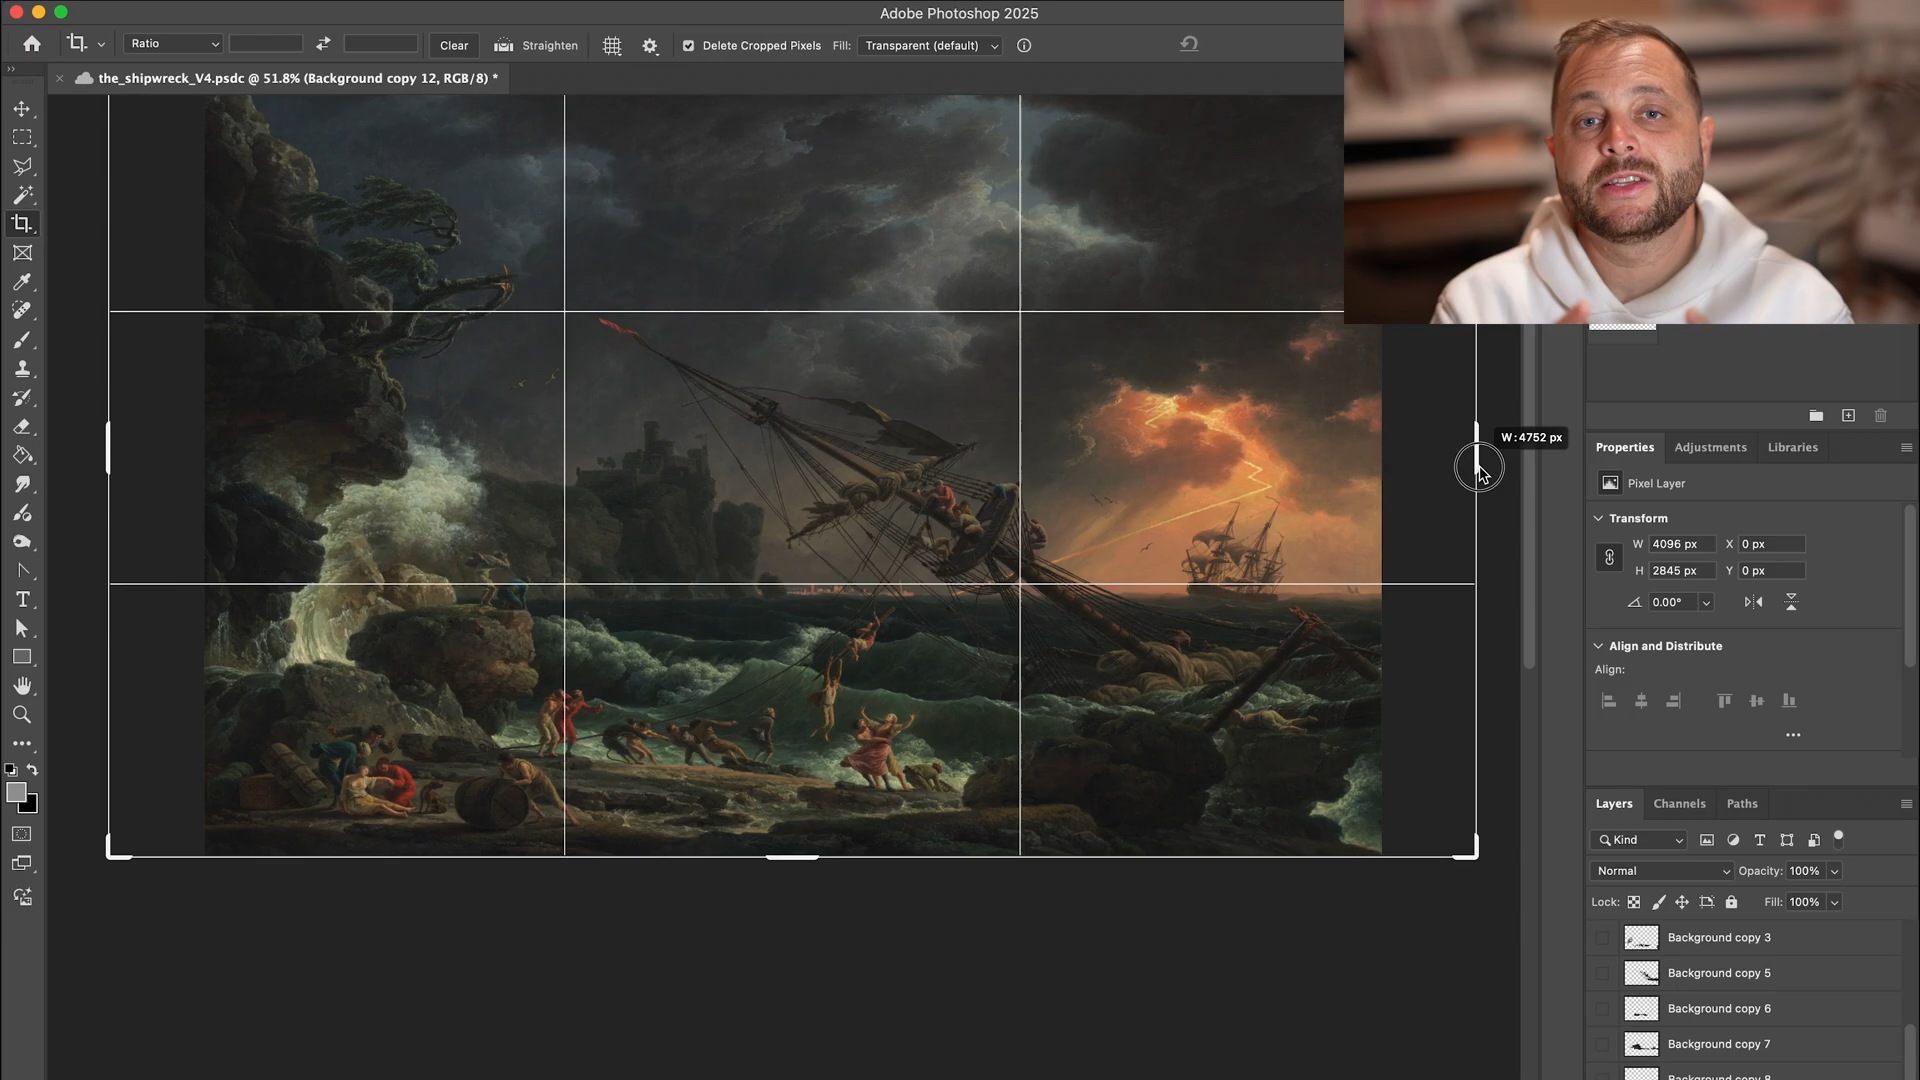 Adobe Photoshop 2025
Ratio
Clear
Straighten
Delete Cropped Pixels
Fill:
Transparent (default)
the_shipwreck_V4.psdc @ 51.8% (Background copy 12, RGB/8) *
W: 4752 px
Properties
Adjustments
Libraries
Pixel Layer
Transform
W 4096 px X 0 px
H 2845 px Y 0 px
0.00°
Align and Distribute
Align:
Layers
Channels
Paths
Kind
Normal
Opacity: 100%
Lock:
Fill: 100%
Background copy 3
Background copy 5
Background copy 6
Background copy 7
Background copy 8